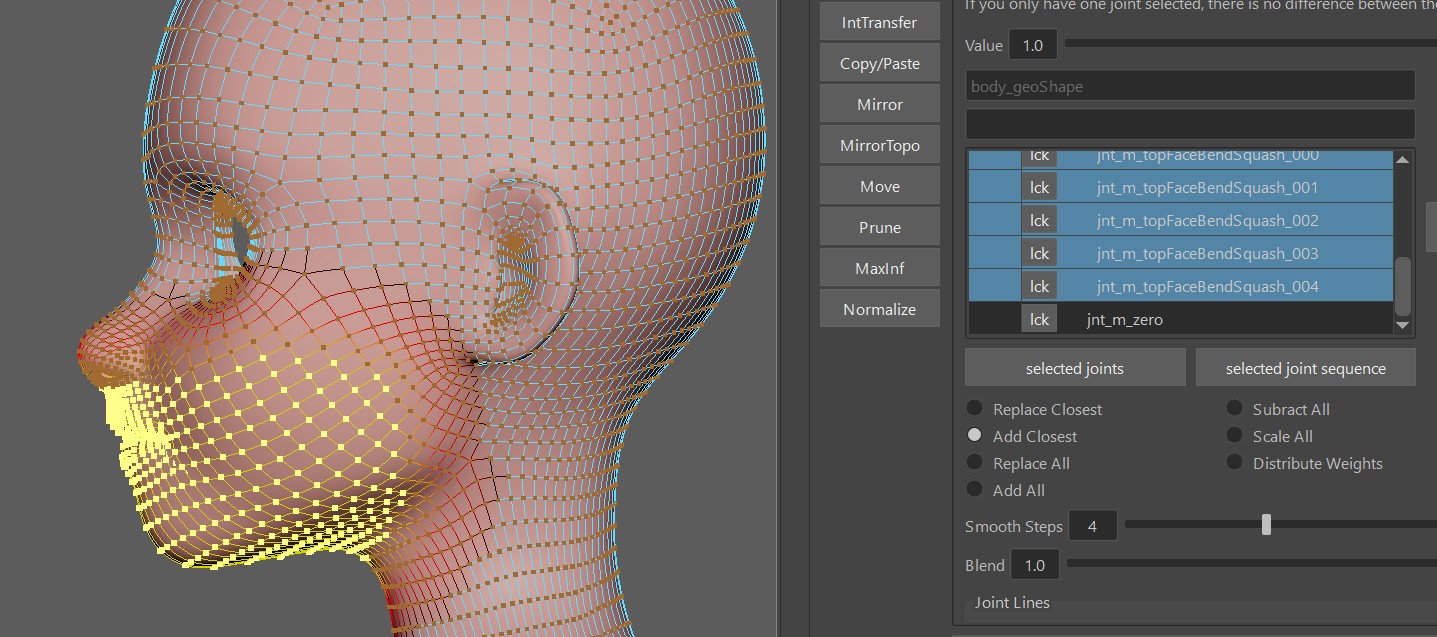 If you only have one joint selected, there is no difference between the
IntTransfer
Copy/Paste
Mirror
MirrorTopo
Move
Prune
MaxInf
Normalize
Value 1.0
body_geoShape
lck jnt_m_topFaceBendSquash_000
lck jnt_m_topFaceBendSquash_001
lck jnt_m_topFaceBendSquash_002
lck jnt_m_topFaceBendSquash_003
lck jnt_m_topFaceBendSquash_004
lck jnt_m_zero
selected joints selected joint sequence
Replace Closest Subract All
Add Closest Scale All
Replace All Distribute Weights
Add All
Smooth Steps 4
Blend 1.0
Joint Lines